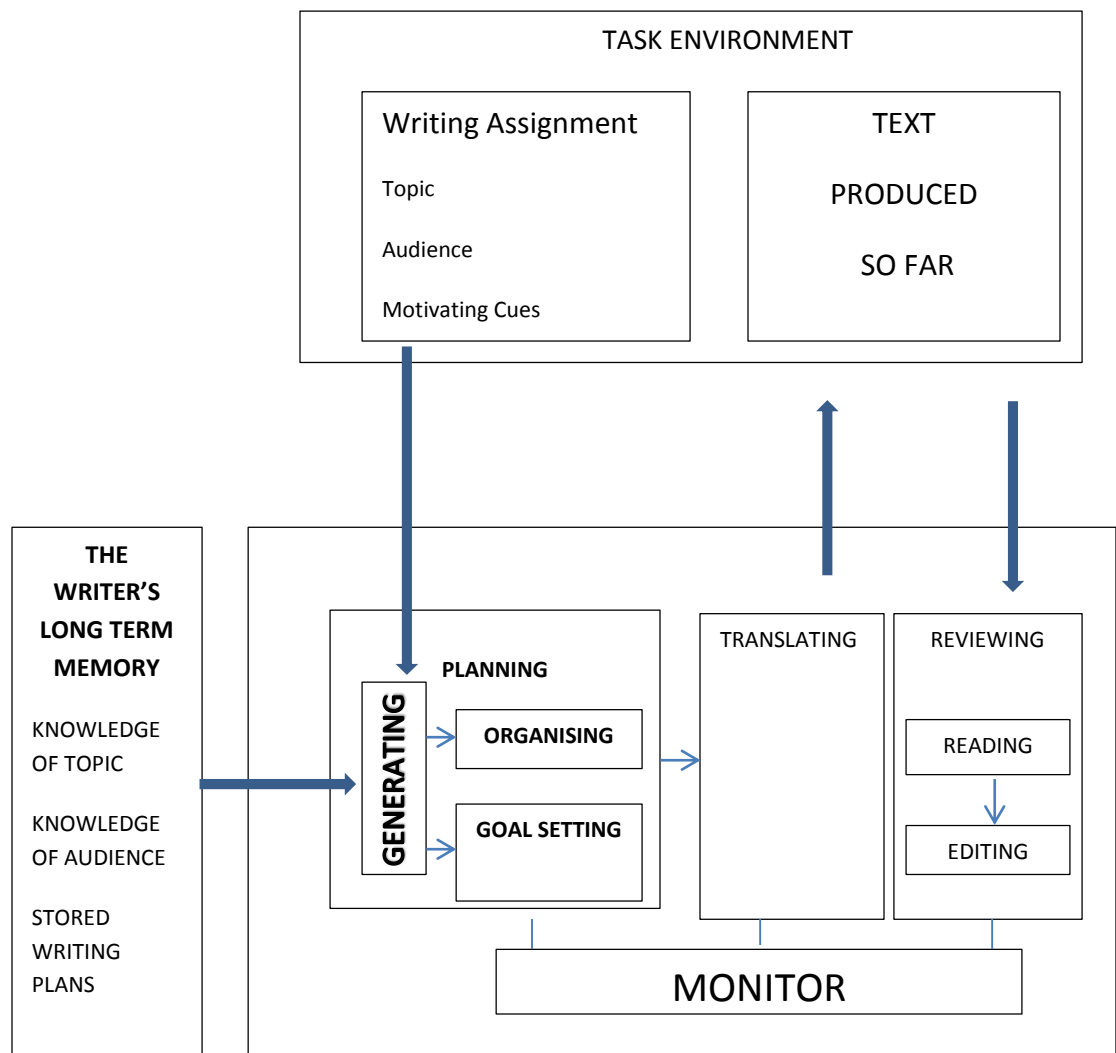 TASK ENVIRONMENT
Writing Assignment
Topic
Audience
Motivating Cues
TEXT
PRODUCED
SO FAR
THE
WRITER’S
LONG TERM
MEMORY
KNOWLEDGE
OF TOPIC
KNOWLEDGE
OF AUDIENCE
STORED
WRITING
PLANS
PLANNING
GENERATING
ORGANISING
GOAL SETTING
TRANSLATING
REVIEWING
READING
EDITING
MONITOR